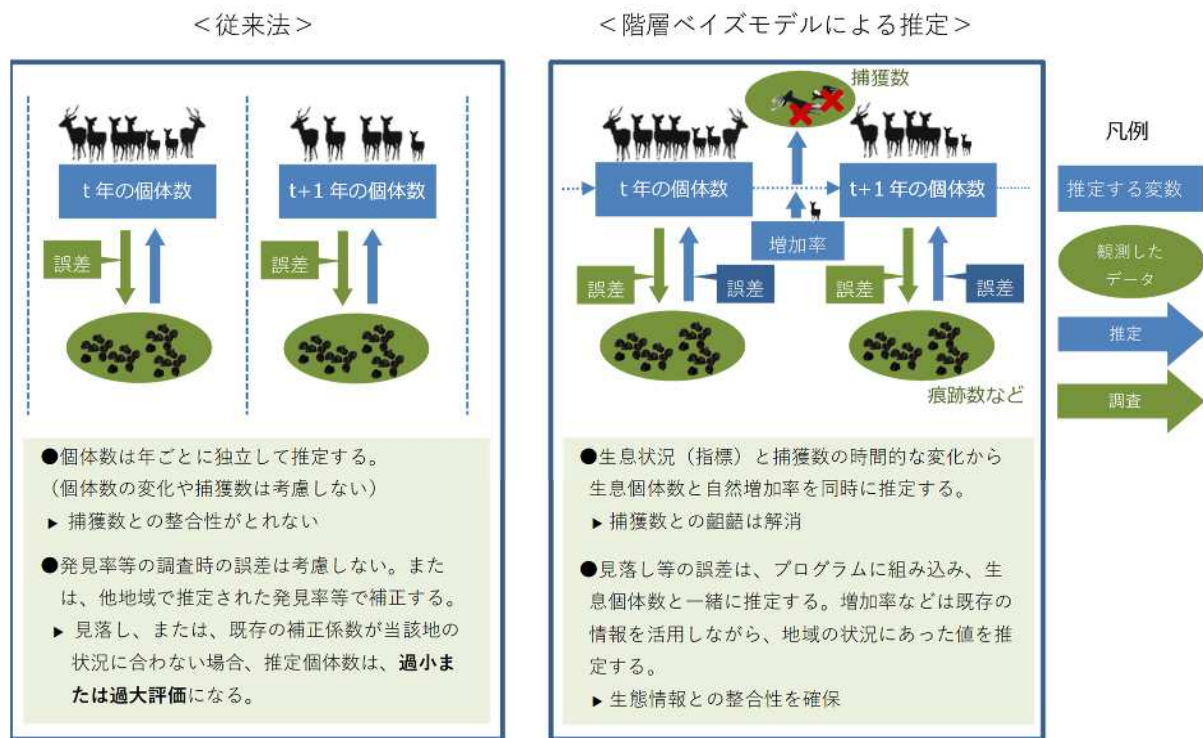 ＜従来法＞
t 年の個体数
t+1 年の個体数
誤差
誤差
●個体数は年ごとに独立して推定する。
（個体数の変化や捕獲数は考慮しない）
▶ 捕獲数との整合性がとれない
●発見率等の調査時の誤差は考慮しない。また
は、他地域で推定された発見率等で補正する。
▶ 見落し、または、既存の補正係数が当該地の
状況に合わない場合、推定個体数は、過小ま
たは過大評価になる。
＜階層ベイズモデルによる推定＞
捕獲数
t 年の個体数
t+1 年の個体数
増加率
誤差
誤差
誤差
誤差
痕跡数など
●生息状況（指標）と捕獲数の時間的な変化から
生息個体数と自然増加率を同時に推定する。
▶ 捕獲数との齟齬は解消
●見落し等の誤差は、プログラムに組み込み、生
息個体数と一緒に推定する。増加率などは既存の
情報を活用しながら、地域の状況にあった値を推
定する。
▶ 生態情報との整合性を確保
凡例
推定する変数
観測した
データ
推定
調査